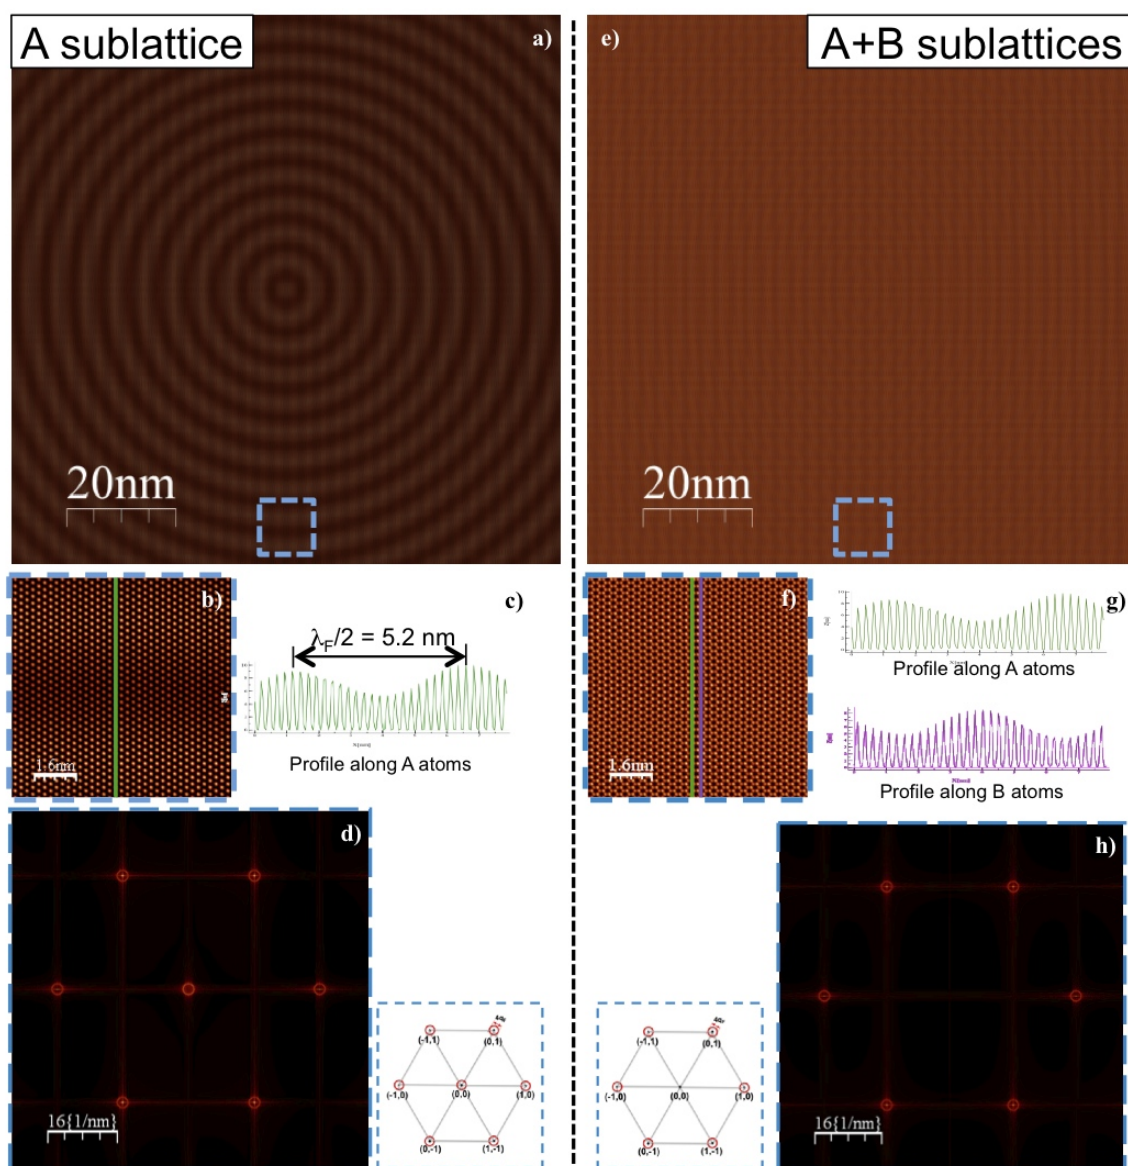 A sublattice
a)
e)
A+B sublattices
20nm
20nm
b)
c)
λF/2 = 5.2 nm
Profile along A atoms
1.6nm
f)
g)
Profile along A atoms
Profile along B atoms
1.6nm
d)
16{1/nm}
(-1,1)
(0,1)
(-1,0)
(0,0)
(1,0)
(0,-1)
(1,-1)
h)
16{1/nm}
(-1,1)
(0,1)
(-1,0)
(0,0)
(1,0)
(0,-1)
(1,-1)